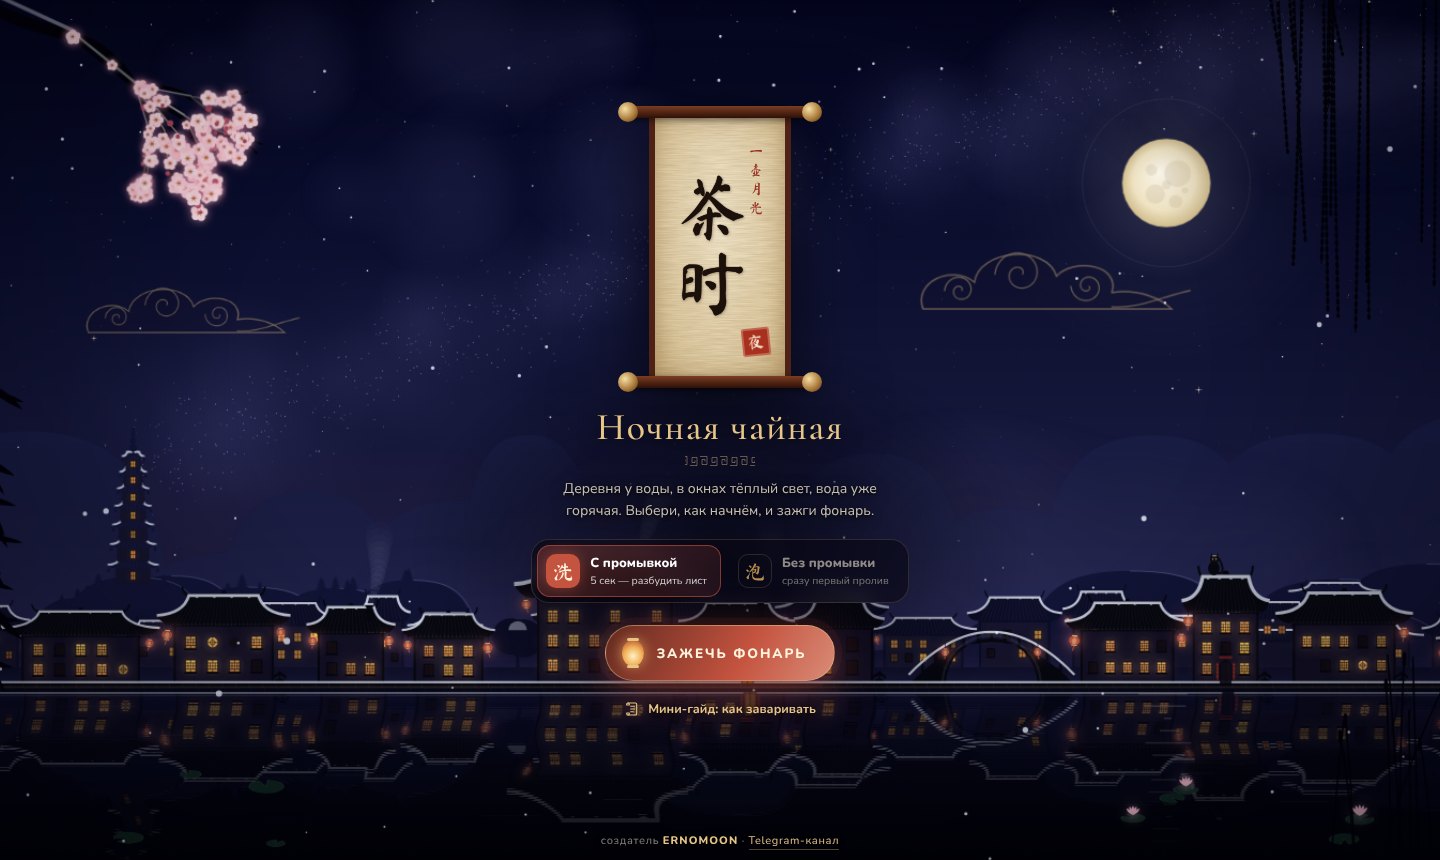 一壶月光
茶时
夜
Ночная чайная
Деревня у воды, в окнах тёплый свет, вода уже
горячая. Выбери, как начнём, и зажги фонарь.
洗 С промывкой
5 сек — разбудить лист
泡 Без промывки
сразу первый пролив
ЗАЖЕЧЬ ФОНАРЬ
Мини-гайд: как заваривать
создатель ERNOMOON · Telegram-канал